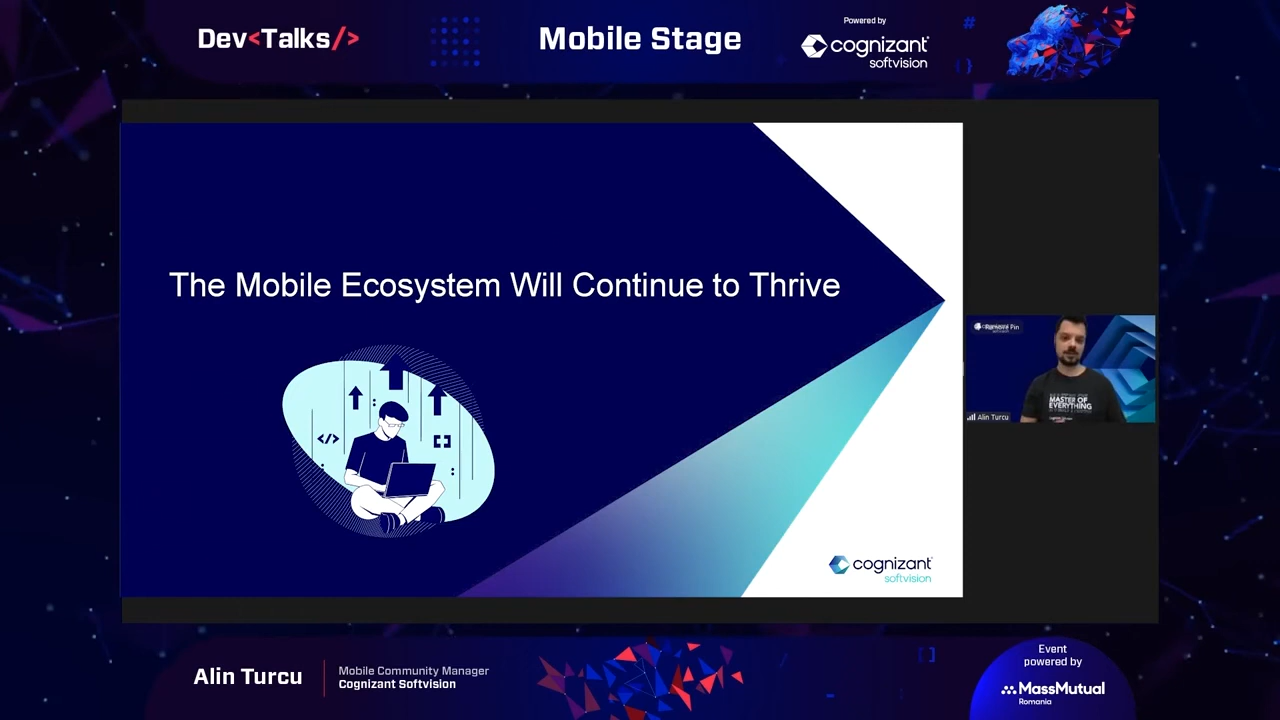 Dev<Talks/>
Mobile Stage
Powered by
cognizant
softvision
#
{ }
The Mobile Ecosystem Will Continue to Thrive
</>
[ ]
cognizant
softvision
Alin Turcu
MASTER OF
EVERYTHING
Alin Turcu
Mobile Community Manager
Cognizant Softvision
[ ]
Event
powered by
MassMutual
Romania